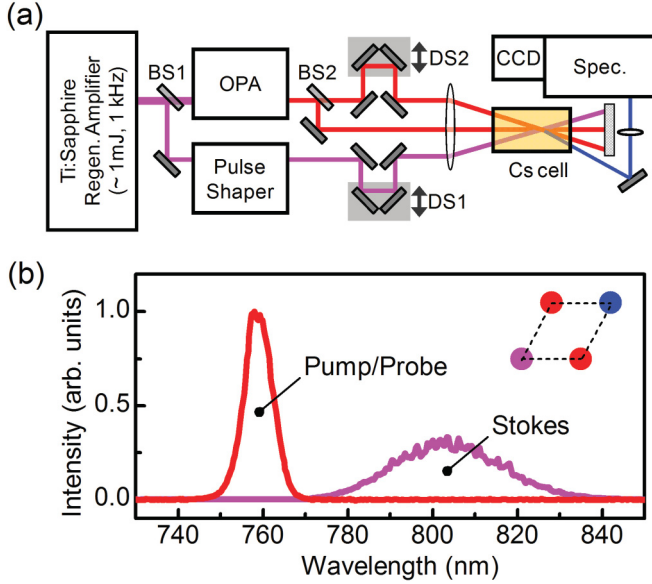 (a)
Ti:Sapphire
Regen. Amplifier
(~ 1mJ, 1 kHz)
BS1
OPA
BS2
DS2
CCD
Spec.
Pulse
Shaper
DS1
Cs cell
(b)
Intensity (arb. units)
1.0
0.5
0.0
Pump/Probe
Stokes
740
760
780
800
820
840
Wavelength (nm)